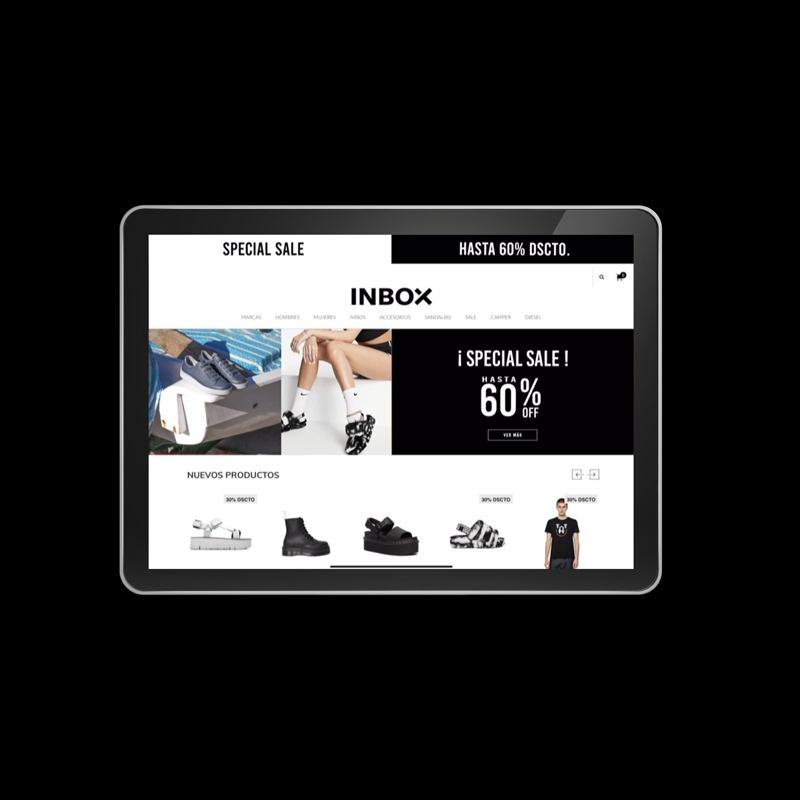 SPECIAL SALE
HASTA 60% DSCTO.
INBOX
MARCAS HOMBRES MUJERES NIÑOS ACCESORIOS SANDALIAS SALE CAMPER DIESEL
¡ SPECIAL SALE !
HASTA
60%
OFF
VER MÁS
NUEVOS PRODUCTOS
30% DSCTO
30% DSCTO
30% DSCTO